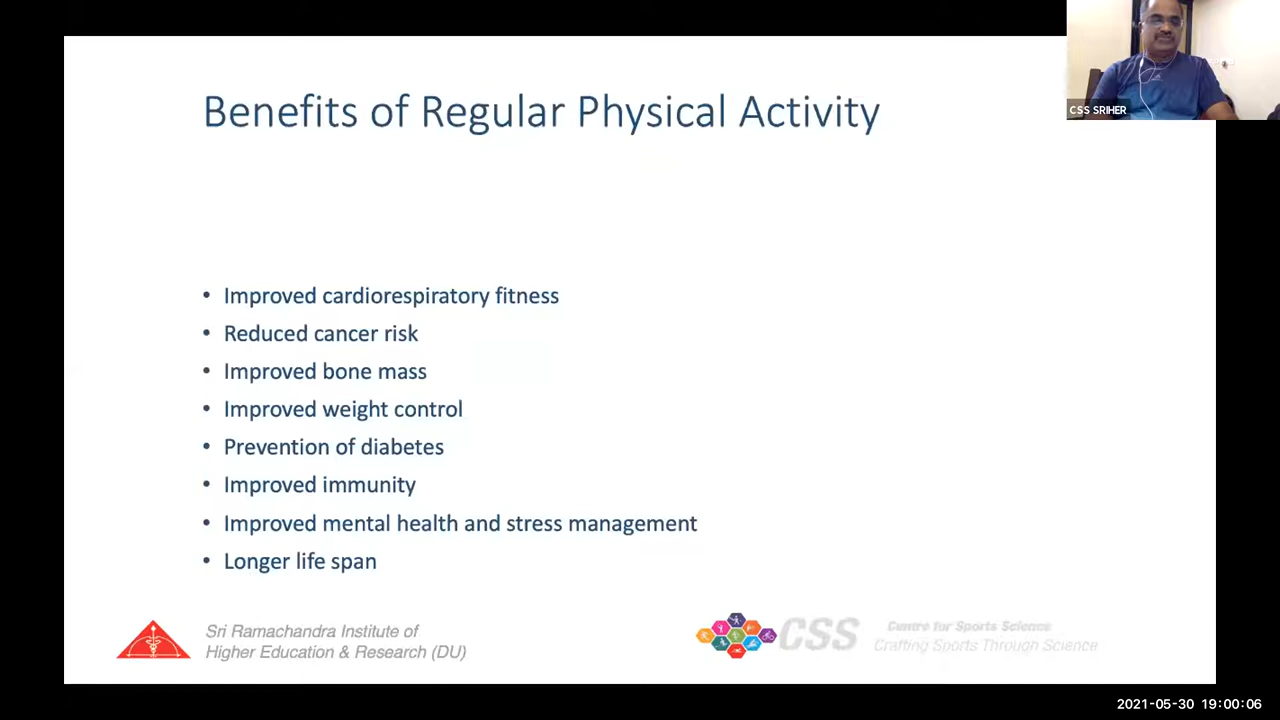 Benefits of Regular Physical Activity
CSS SRIHER
• Improved cardiorespiratory fitness
• Reduced cancer risk
• Improved bone mass
• Improved weight control
• Prevention of diabetes
• Improved immunity
• Improved mental health and stress management
• Longer life span
Sri Ramachandra Institute of
Higher Education & Research (DU)
CSS
Centre for Sports Science
Crafting Sports Through Science
2021-05-30 19:00:06